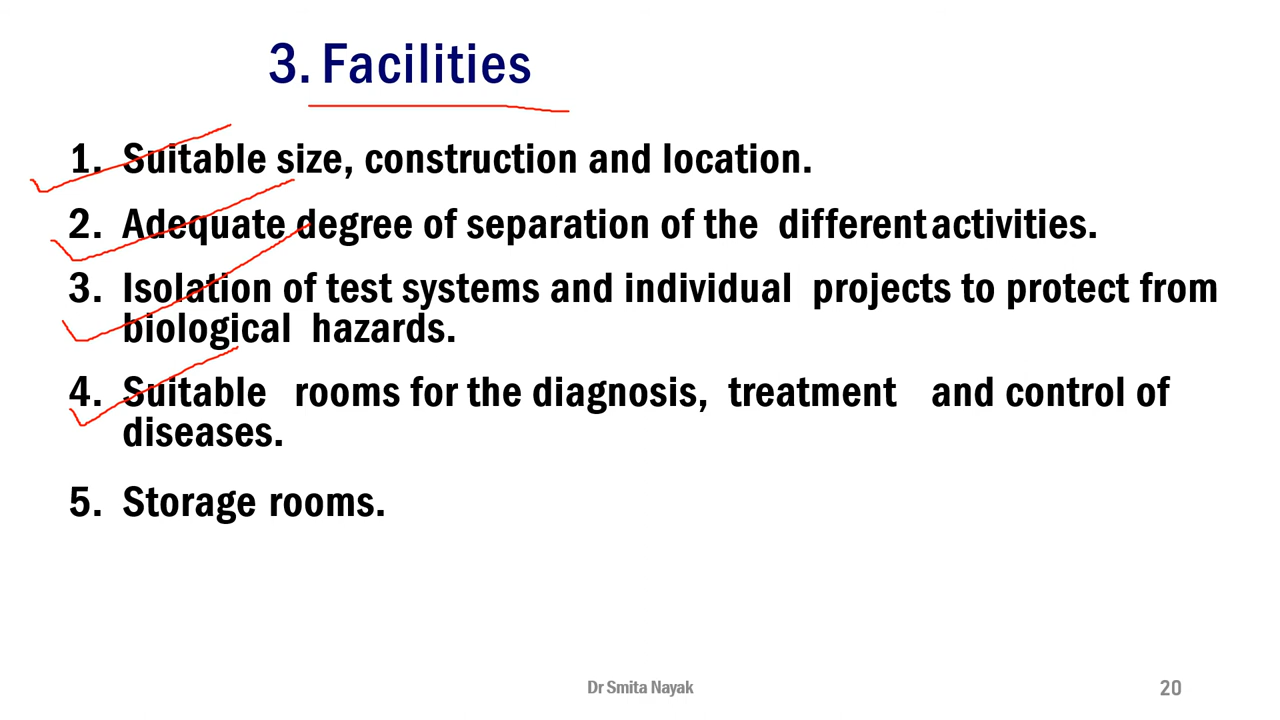 3. Facilities
1. Suitable size, construction and location.
2. Adequate degree of separation of the different activities.
3. Isolation of test systems and individual projects to protect from
biological hazards.
4. Suitable rooms for the diagnosis, treatment and control of
diseases.
5. Storage rooms.
Dr Smita Nayak
20